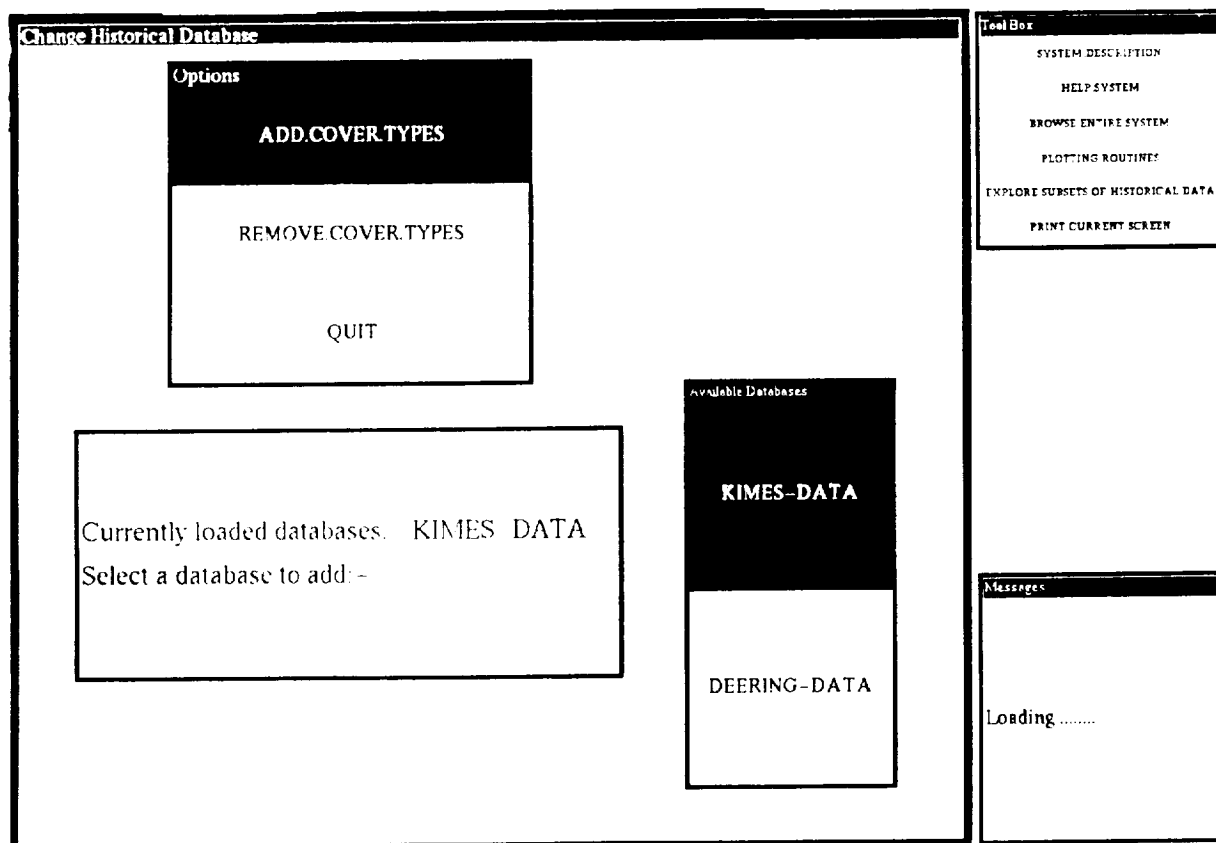 Change Historical Database
Options
ADD.COVER.TYPES
REMOVE.COVER.TYPES
QUIT
Currently loaded databases. KIMES DATA
Select a database to add: -
Available Databases
KIMES-DATA
DEERING-DATA
Tool Box
SYSTEM DESCRIPTION
HELP SYSTEM
BROWSE ENTIRE SYSTEM
PLOTTING ROUTINES
EXPLORE SUBSETS OF HISTORICAL DATA
PRINT CURRENT SCREEN
Messages
Loading ........